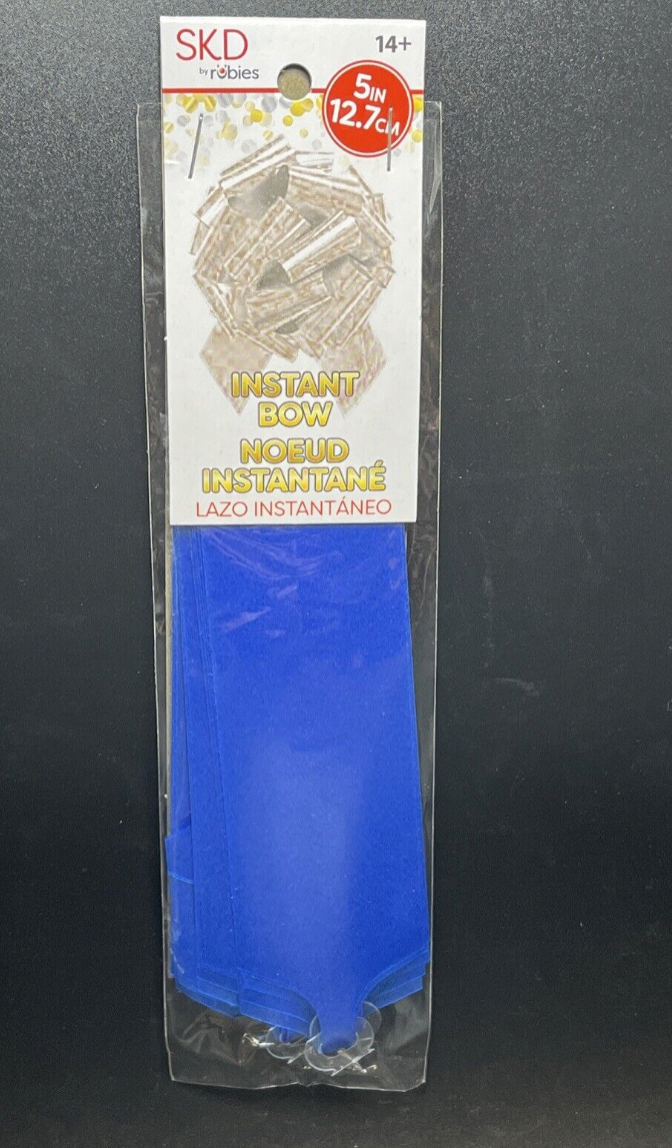 SKD
by rubies
14+
5IN
12.7CM
INSTANT
BOW
NOEUD
INSTANTANÉ
LAZO INSTANTÁNEO